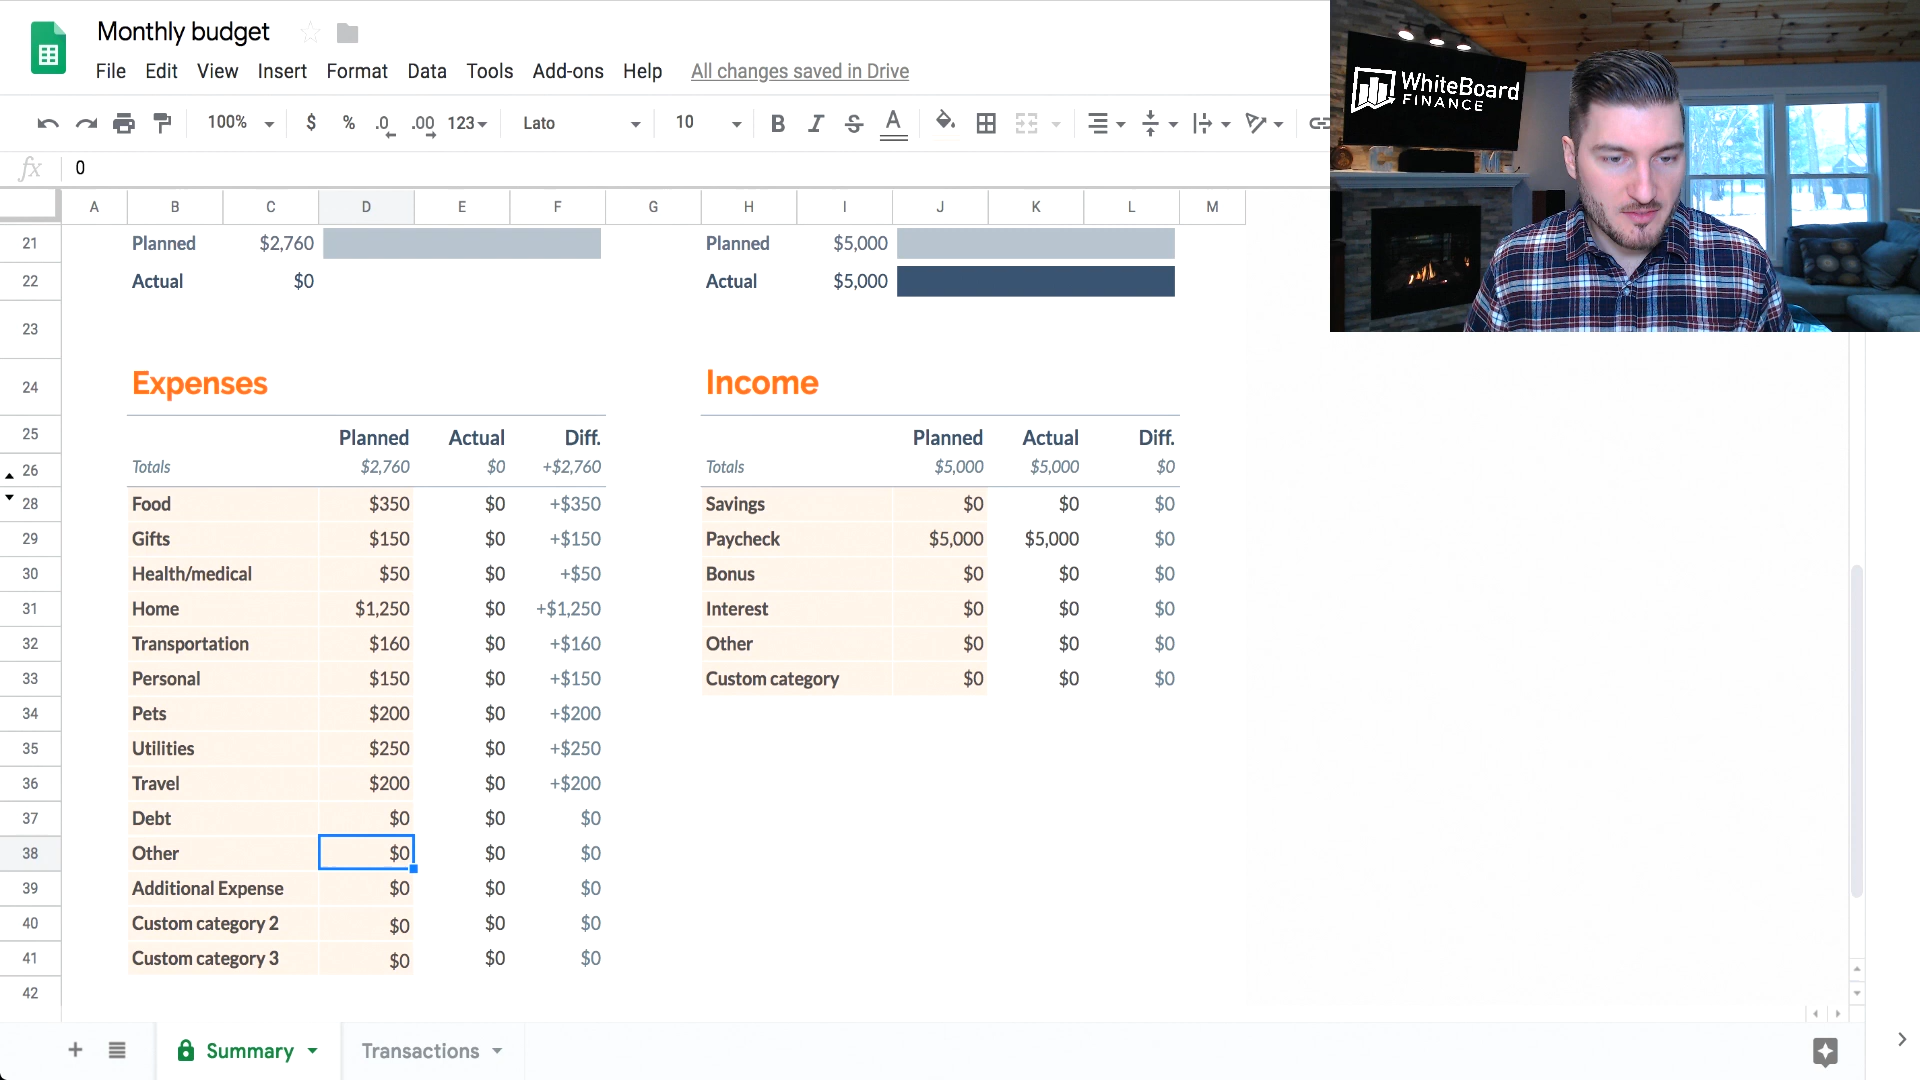 Monthly budget
File Edit View Insert Format Data Tools Add-ons Help All changes saved in Drive
100% $ % .0 .00 123 Lato 10 B I S A
fx 0
A B C D E F G H I J K L M
21 Planned $2,760 Planned $5,000
22 Actual $0 Actual $5,000
23
24 Expenses Income
25 Planned Actual Diff. Planned Actual Diff.
26 Totals $2,760 $0 +$2,760 Totals $5,000 $5,000 $0
28 Food $350 $0 +$350 Savings $0 $0 $0
29 Gifts $150 $0 +$150 Paycheck $5,000 $5,000 $0
30 Health/medical $50 $0 +$50 Bonus $0 $0 $0
31 Home $1,250 $0 +$1,250 Interest $0 $0 $0
32 Transportation $160 $0 +$160 Other $0 $0 $0
33 Personal $150 $0 +$150 Custom category $0 $0 $0
34 Pets $200 $0 +$200
35 Utilities $250 $0 +$250
36 Travel $200 $0 +$200
37 Debt $0 $0 $0
38 Other $0 $0 $0
39 Additional Expense $0 $0 $0
40 Custom category 2 $0 $0 $0
41 Custom category 3 $0 $0 $0
42
Summary Transactions
WhiteBoard
FINANCE